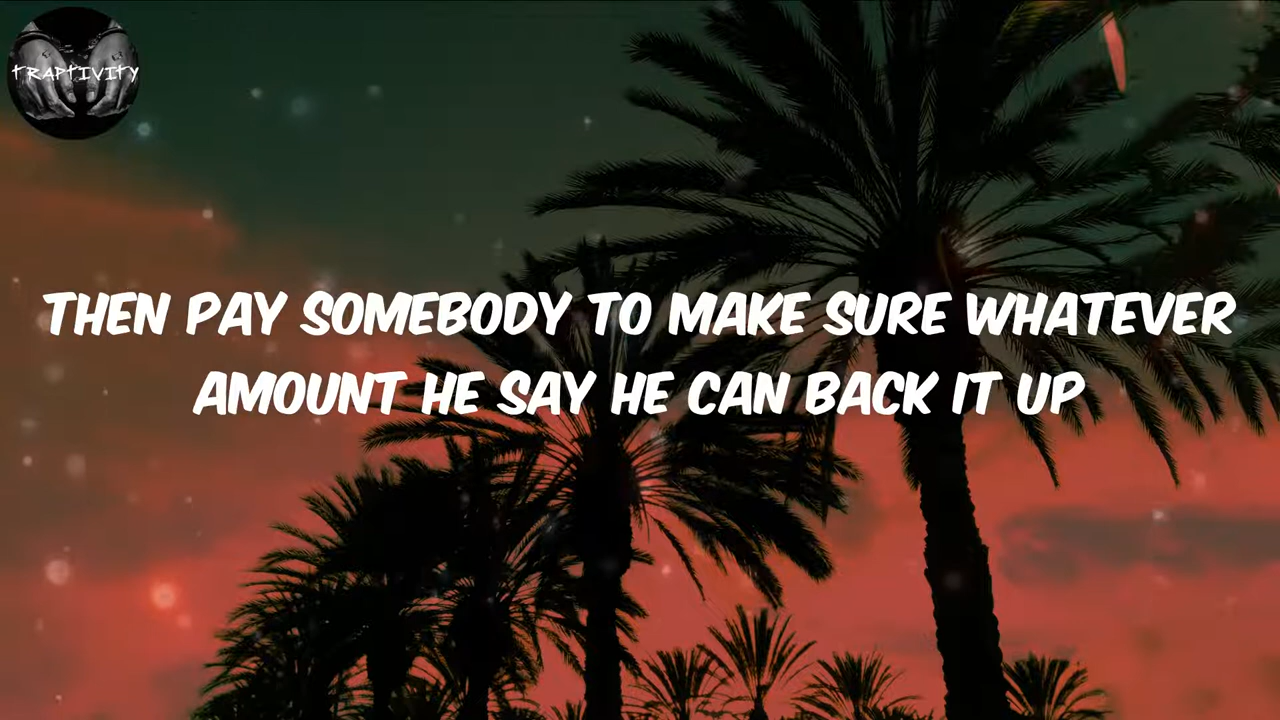 TRAPTIVITY
THEN PAY SOMEBODY TO MAKE SURE WHATEVER
AMOUNT HE SAY HE CAN BACK IT UP